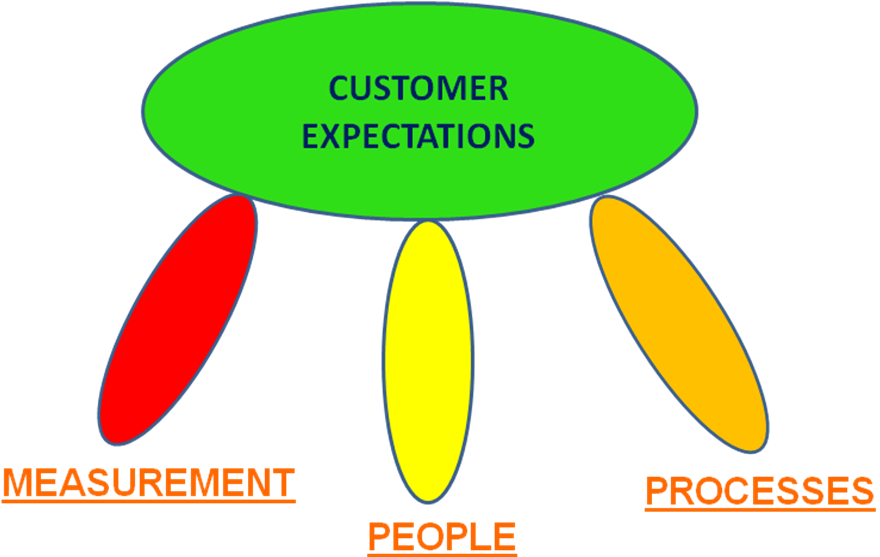 CUSTOMER
EXPECTATIONS
MEASUREMENT
PROCESSES
PEOPLE